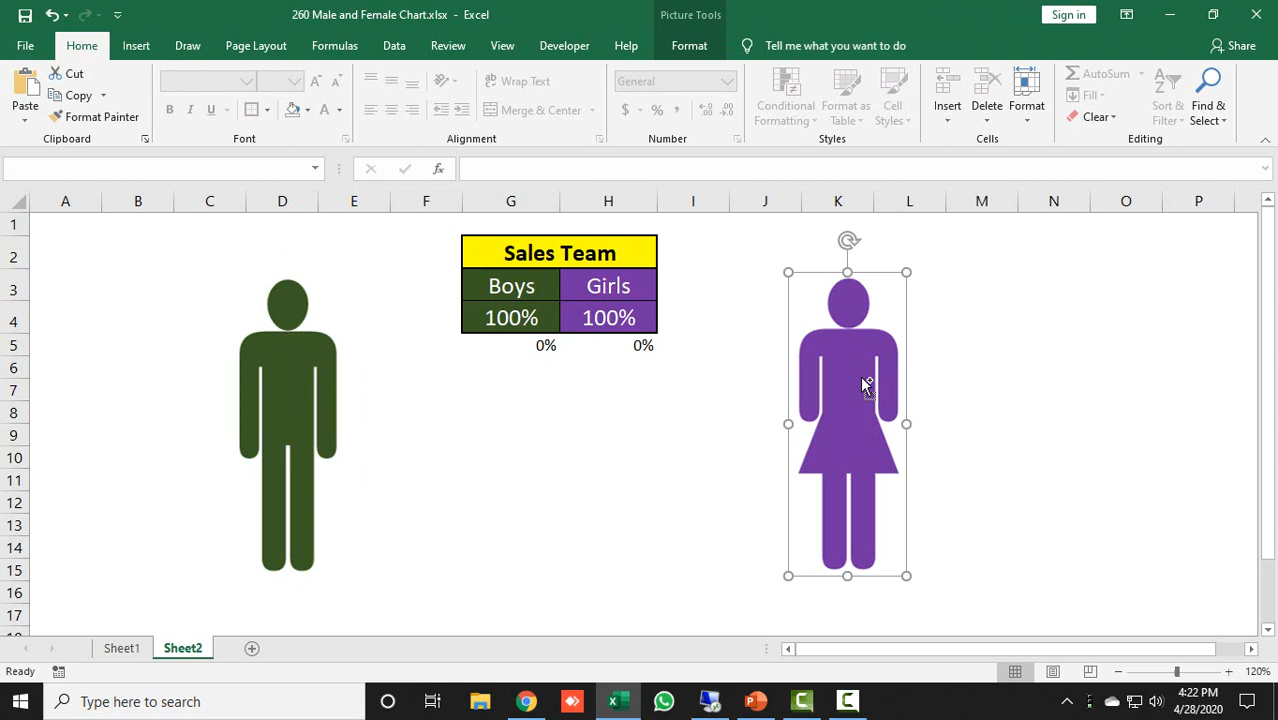 260 Male and Female Chart.xlsx - Excel
Picture Tools
Sign in
File Home Insert Draw Page Layout Formulas Data Review View Developer Help Format Tell me what you want to do Share
Paste
Cut
Copy
Format Painter
Clipboard
B I U
A A
Font
Wrap Text
Merge & Center
Alignment
General
$ % ,
Number
Conditional Formatting
Format as Table
Cell Styles
Styles
Insert
Delete
Format
Cells
AutoSum
Fill
Clear
Sort & Filter
Find & Select
Editing
fx
A B C D E F G H I J K L M N O P
1
2
3
4
5
6
7
8
9
10
11
12
13
14
15
16
17
18
Sales Team
Boys Girls
100% 100%
0% 0%
Sheet1 Sheet2
Ready
120%
Type here to search
4:22 PM
4/28/2020